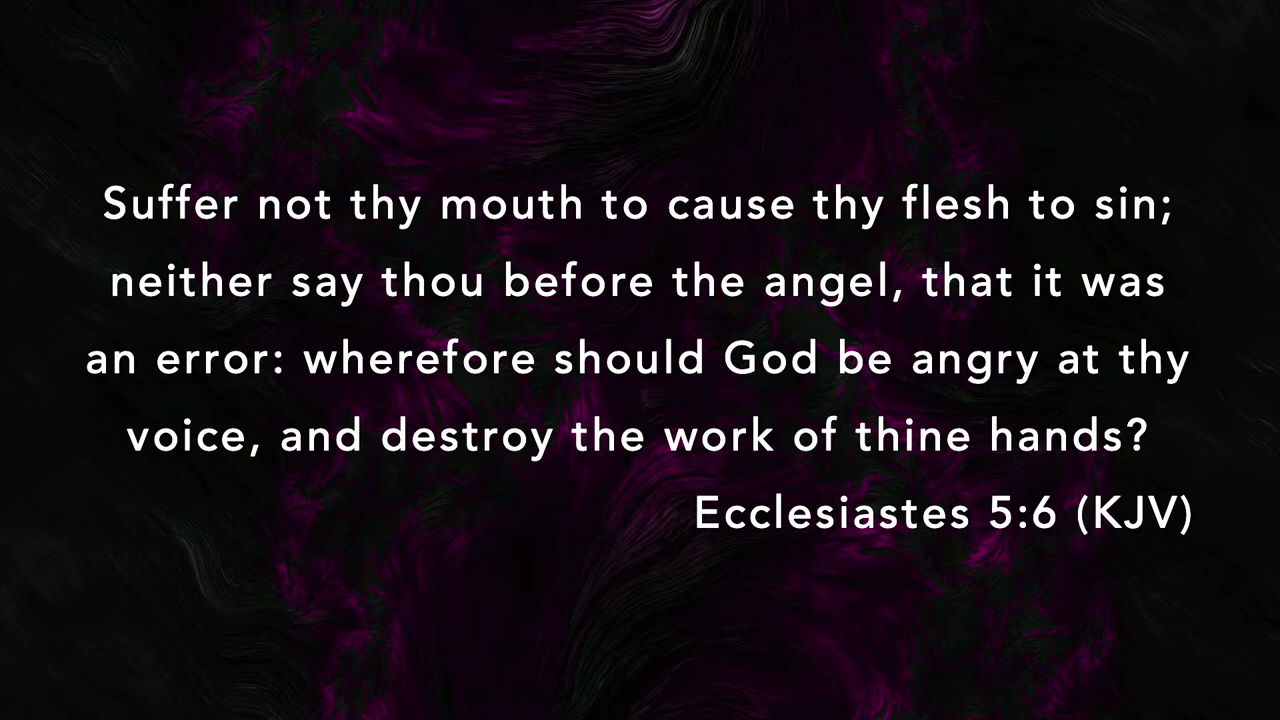 Suffer not thy mouth to cause thy flesh to sin;
neither say thou before the angel, that it was
an error: wherefore should God be angry at thy
voice, and destroy the work of thine hands?
Ecclesiastes 5:6 (KJV)